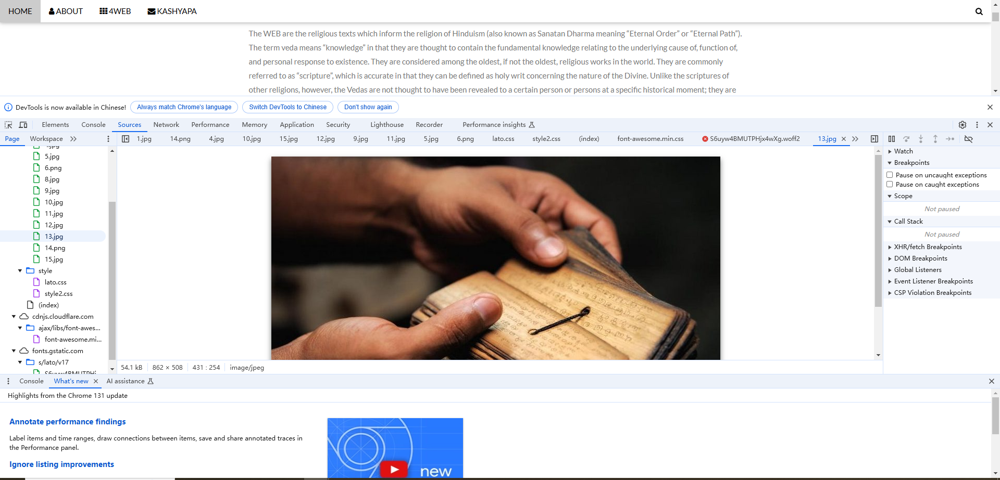 HOME
ABOUT
4WEB
KASHYAPA
The WEB are the religious texts which inform the religion of Hinduism (also known as Sanatan Dharma meaning “Eternal Order” or “Eternal Path”).
The term veda means “knowledge” in that they are thought to contain the fundamental knowledge relating to the underlying cause of, function of,
and personal response to existence. They are considered among the oldest, if not the oldest, religious works in the world. They are commonly
referred to as “scripture”, which is accurate in that they can be defined as holy writ concerning the nature of the Divine. Unlike the scriptures of
other religions, however, the Vedas are not thought to have been revealed to a certain person or persons at a specific historical moment; they are
DevTools is now available in Chinese!
Always match Chrome's language
Switch DevTools to Chinese
Don't show again
Elements
Console
Sources
Network
Performance
Memory
Application
Security
Lighthouse
Recorder
Performance insights
Page
Workspace
1.jpg
14.png
4.jpg
10.jpg
15.jpg
12.jpg
9.jpg
11.jpg
5.jpg
6.png
lato.css
style2.css
(index)
font-awesome.min.css
S6uyw4BMUTPHjx4wXg.woff2
13.jpg
4.jpg
5.jpg
6.png
8.jpg
9.jpg
10.jpg
11.jpg
12.jpg
13.jpg
14.png
15.jpg
style
lato.css
style2.css
(index)
cdnjs.cloudflare.com
ajax/libs/font-awes...
font-awesome.mi...
fonts.gstatic.com
s/lato/v17
54.1 kB
862 × 508
431 : 254
image/jpeg
Watch
Breakpoints
Pause on uncaught exceptions
Pause on caught exceptions
Scope
Not paused
Call Stack
Not paused
XHR/fetch Breakpoints
DOM Breakpoints
Global Listeners
Event Listener Breakpoints
CSP Violation Breakpoints
Console
What's new
AI assistance
Highlights from the Chrome 131 update
Annotate performance findings
Label items and time ranges, draw connections between items, save and share annotated traces in
the Performance panel.
Ignore listing improvements
new